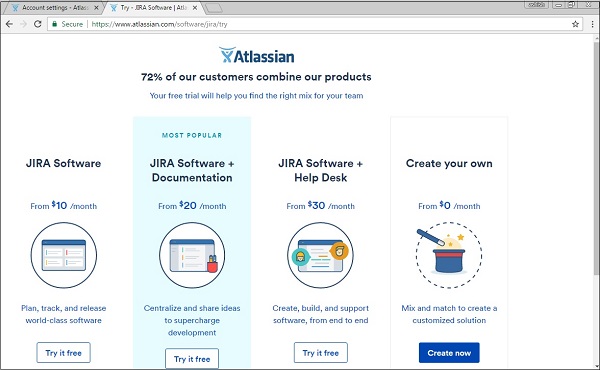 Account settings - Atlass
Try - JIRA Software | Atl
Secure
https://www.atlassian.com/software/jira/try
Atlassian
72% of our customers combine our products
Your free trial will help you find the right mix for your team
MOST POPULAR
JIRA Software
From $10 /month
Plan, track, and release
world-class software
Try it free
JIRA Software +
Documentation
From $20 /month
Centralize and share ideas
to supercharge
development
Try it free
JIRA Software +
Help Desk
From $30 /month
Create, build, and support
software, from end to end
Try it free
Create your own
From $0 /month
Mix and match to create a
customized solution
Create now